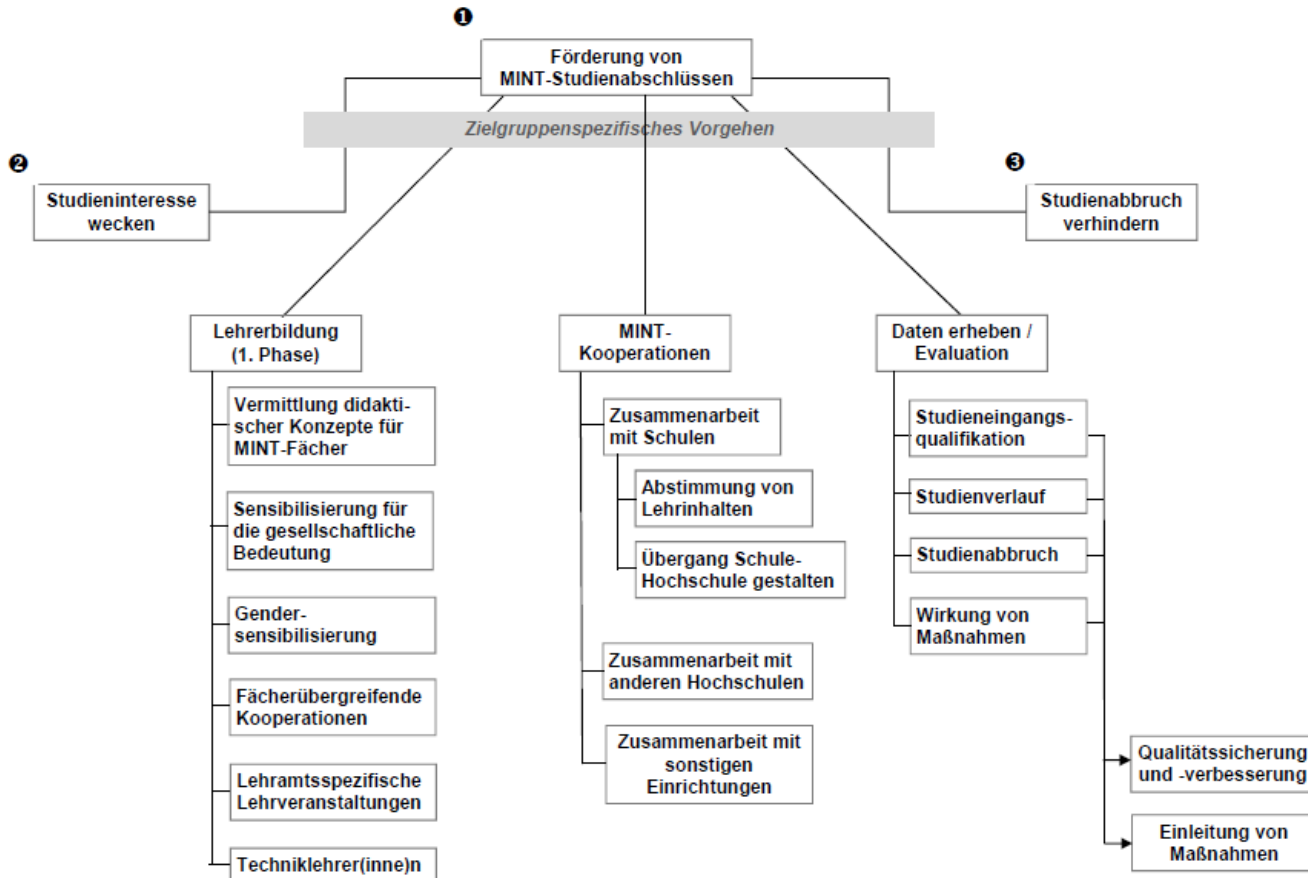 ❶
Förderung von
MINT-Studienabschlüssen
Zielgruppenspezifisches Vorgehen
❷
Studieninteresse
wecken
❸
Studienabbruch
verhindern
Lehrerbildung
(1. Phase)
Vermittlung didakti-
scher Konzepte für
MINT-Fächer
Sensibilisierung für
die gesellschaftliche
Bedeutung
Gender-
sensibilisierung
Fächerübergreifende
Kooperationen
Lehramtsspezifische
Lehrveranstaltungen
Techniklehrer(inne)n
MINT-
Kooperationen
Zusammenarbeit
mit Schulen
Abstimmung von
Lehrinhalten
Übergang Schule-
Hochschule gestalten
Zusammenarbeit mit
anderen Hochschulen
Zusammenarbeit mit
sonstigen
Einrichtungen
Daten erheben /
Evaluation
Studieneingangs-
qualifikation
Studienverlauf
Studienabbruch
Wirkung von
Maßnahmen
Qualitätssicherung
und -verbesserung
Einleitung von
Maßnahmen